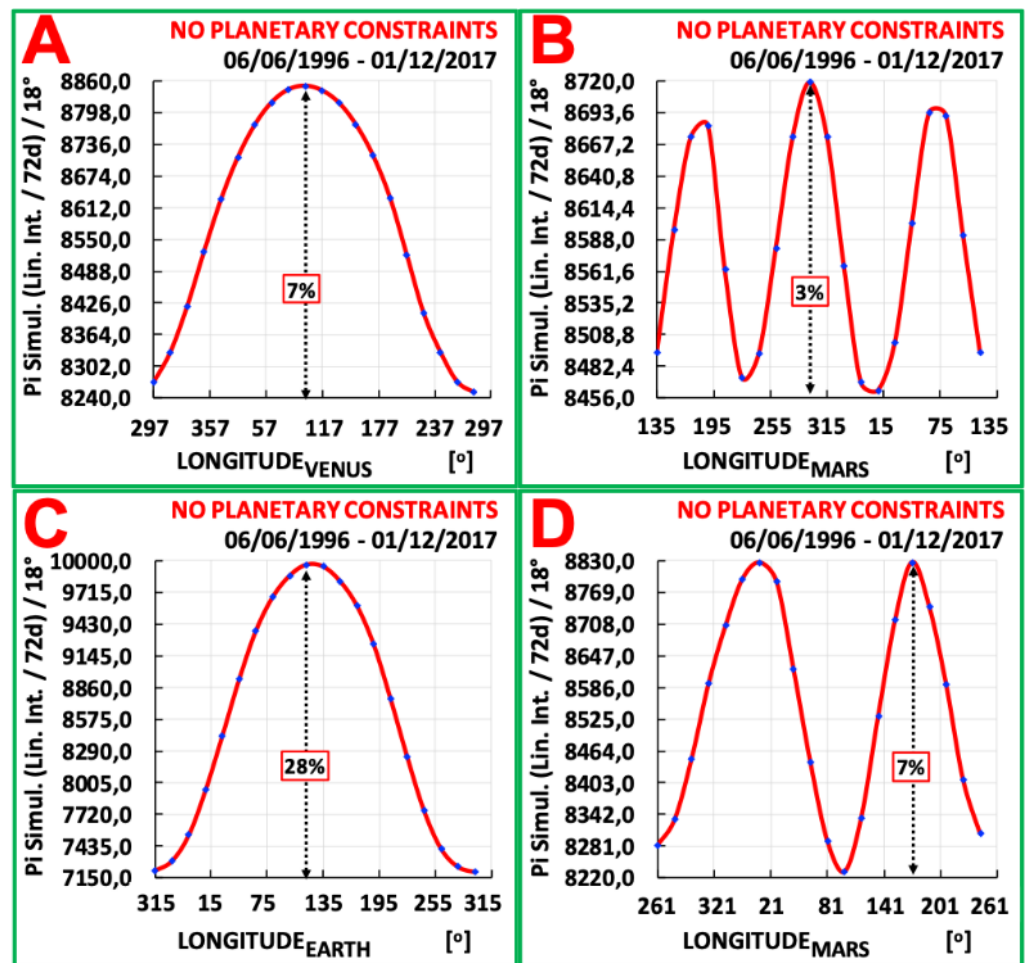 A
NO PLANETARY CONSTRAINTS
06/06/1996 - 01/12/2017
Pi Simul. (Lin. Int. / 72d) / 18°
8860,0
8798,0
8736,0
8674,0
8612,0
8550,0
8488,0
8426,0
8364,0
8302,0
8240,0
7%
297 357 57 117 177 237 297
LONGITUDE VENUS [º]
B
NO PLANETARY CONSTRAINTS
06/06/1996 - 01/12/2017
Pi Simul. (Lin. Int. / 72d) / 18°
8720,0
8693,6
8667,2
8640,8
8614,4
8588,0
8561,6
8535,2
8508,8
8482,4
8456,0
3%
135 195 255 315 15 75 135
LONGITUDE MARS [º]
C
NO PLANETARY CONSTRAINTS
06/06/1996 - 01/12/2017
Pi Simul. (Lin. Int. / 72d) / 18°
10000,0
9715,0
9430,0
9145,0
8860,0
8575,0
8290,0
8005,0
7720,0
7435,0
7150,0
28%
315 15 75 135 195 255 315
LONGITUDE EARTH [º]
D
NO PLANETARY CONSTRAINTS
06/06/1996 - 01/12/2017
Pi Simul. (Lin. Int. / 72d) / 18°
8830,0
8769,0
8708,0
8647,0
8586,0
8525,0
8464,0
8403,0
8342,0
8281,0
8220,0
7%
261 321 21 81 141 201 261
LONGITUDE MARS [º]